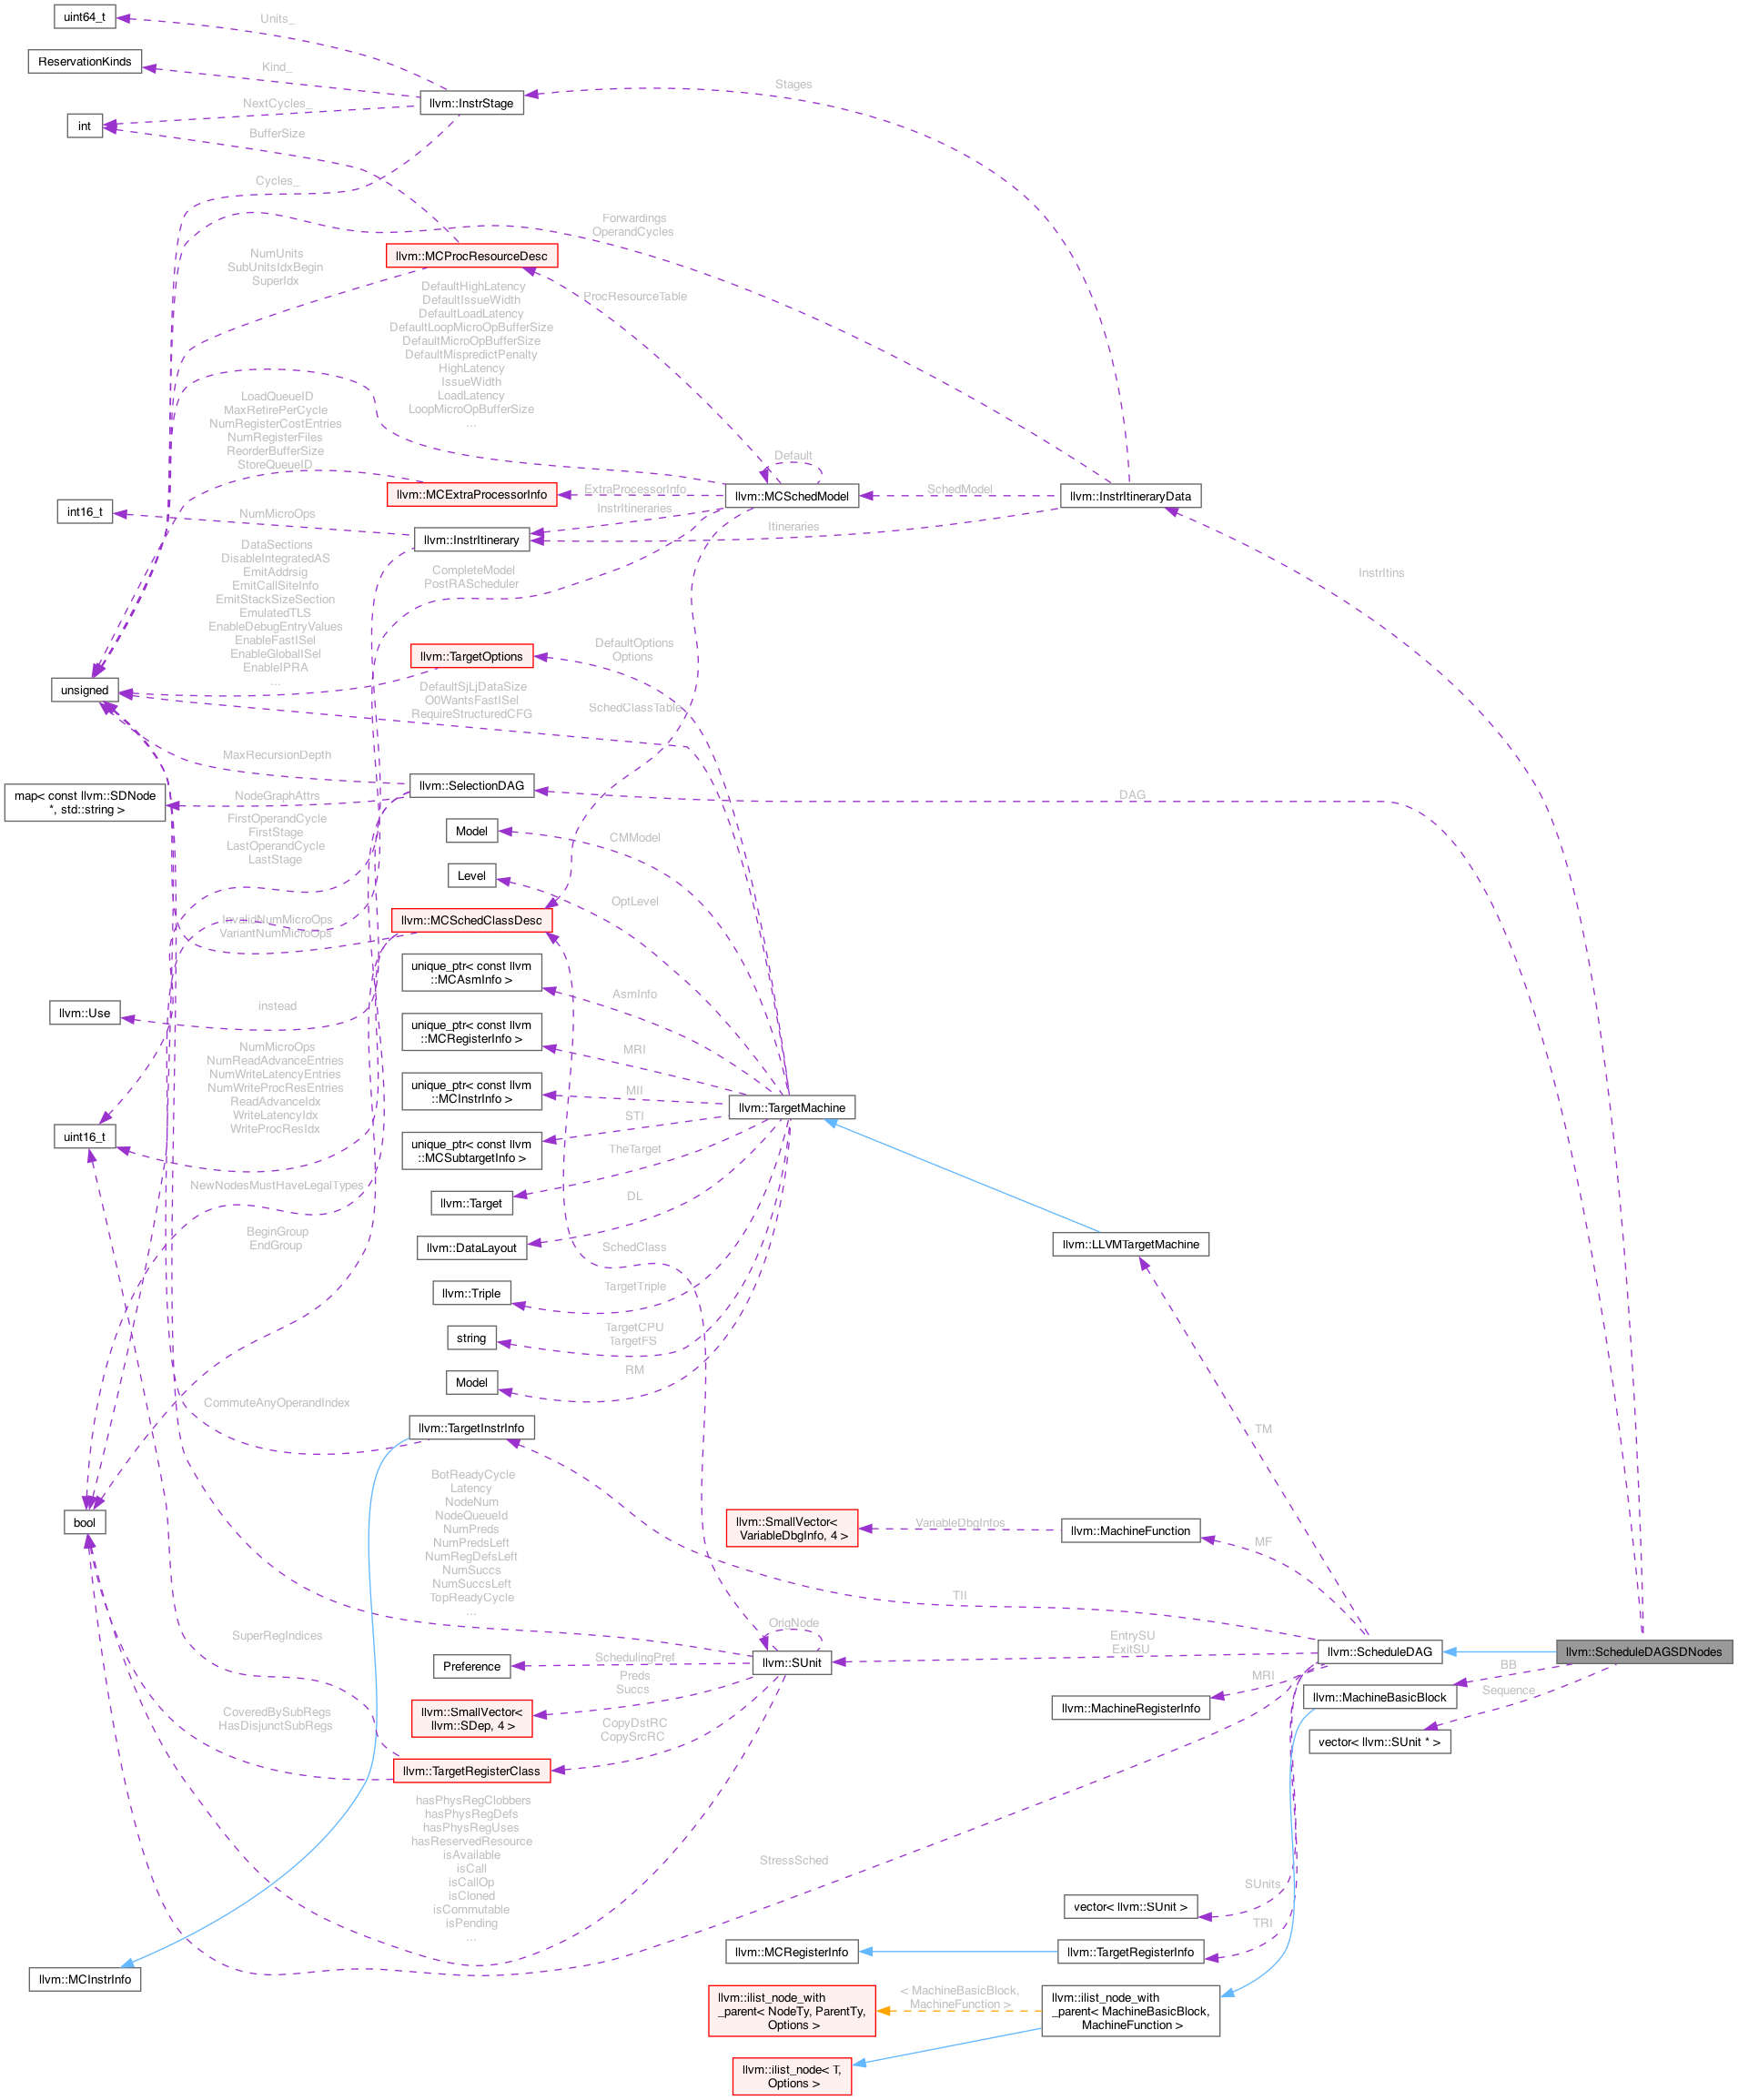 uint64_t
Units_
ReservationKinds
Kind_
Stages
llvm::InstrStage
NextCycles_
int
BufferSize
Cycles_
Forwardings
OperandCycles
llvm::MCProcResourceDesc
NumUnits
SubUnitsIdxBegin
SuperIdx
ProcResourceTable
DefaultHighLatency
DefaultIssueWidth
DefaultLoadLatency
DefaultLoopMicroOpBufferSize
DefaultMicroOpBufferSize
DefaultMispredictPenalty
HighLatency
IssueWidth
LoadLatency
LoopMicroOpBufferSize
...
LoadQueueID
MaxRetirePerCycle
NumRegisterCostEntries
NumRegisterFiles
ReorderBufferSize
StoreQueueID
Default
llvm::MCExtraProcessorInfo
ExtraProcessorInfo
llvm::MCSchedModel
SchedModel
llvm::InstrItineraryData
int16_t
NumMicroOps
InstrItineraries
Itineraries
llvm::InstrItinerary
DataSections
DisableIntegratedAS
EmitAddrsig
EmitCallSiteInfo
EmitStackSizeSection
EmulatedTLS
EnableDebugEntryValues
EnableFastISel
EnableGlobalISel
EnableIPRA
...
CompleteModel
PostRAScheduler
InstrItins
llvm::TargetOptions
DefaultOptions
Options
unsigned
DefaultSjLjDataSize
O0WantsFastISel
RequireStructuredCFG
SchedClassTable
MaxRecursionDepth
llvm::SelectionDAG
DAG
map< const llvm::SDNode
*, std::string >
NodeGraphAttrs
FirstOperandCycle
FirstStage
LastOperandCycle
LastStage
Model
CMModel
Level
OptLevel
llvm::MCSchedClassDesc
InvalidNumMicroOps
VariantNumMicroOps
unique_ptr< const llvm
::MCAsmInfo >
AsmInfo
llvm::Use
instead
unique_ptr< const llvm
::MCRegisterInfo >
MRI
NumMicroOps
NumReadAdvanceEntries
NumWriteLatencyEntries
NumWriteProcResEntries
ReadAdvanceIdx
WriteLatencyIdx
WriteProcResIdx
unique_ptr< const llvm
::MCInstrInfo >
MII
llvm::TargetMachine
uint16_t
unique_ptr< const llvm
::MCSubtargetInfo >
STI
TheTarget
NewNodesMustHaveLegalTypes
llvm::Target
DL
BeginGroup
EndGroup
llvm::DataLayout
SchedClass
llvm::LLVMTargetMachine
llvm::Triple
TargetTriple
string
TargetCPU
TargetFS
Model
RM
CommuteAnyOperandIndex
llvm::TargetInstrInfo
TM
BotReadyCycle
Latency
NodeNum
NodeQueueId
NumPreds
NumPredsLeft
NumRegDefsLeft
NumSuccs
NumSuccsLeft
TopReadyCycle
...
bool
llvm::SmallVector<
VariableDbgInfo, 4 >
VariableDbgInfos
llvm::MachineFunction
MF
TII
SuperRegIndices
OrigNode
EntrySU
ExitSU
llvm::ScheduleDAG
llvm::ScheduleDAGSDNodes
Preference
SchedulingPref
llvm::SUnit
Preds
Succs
MRI
BB
Sequence
llvm::MachineRegisterInfo
llvm::MachineBasicBlock
llvm::SmallVector<
llvm::SDep, 4 >
CoveredBySubRegs
HasDisjunctSubRegs
CopyDstRC
CopySrcRC
vector< llvm::SUnit * >
llvm::TargetRegisterClass
hasPhysRegClobbers
hasPhysRegDefs
hasPhysRegUses
hasReservedResource
isAvailable
isCall
isCallOp
isCloned
isCommutable
isPending
...
StressSched
SUnits
vector< llvm::SUnit >
TRI
llvm::MCRegisterInfo
llvm::TargetRegisterInfo
llvm::MCInstrInfo
llvm::ilist_node_with
_parent< NodeTy, ParentTy,
Options >
< MachineBasicBlock,
MachineFunction >
llvm::ilist_node_with
_parent< MachineBasicBlock,
MachineFunction >
llvm::ilist_node< T,
Options >